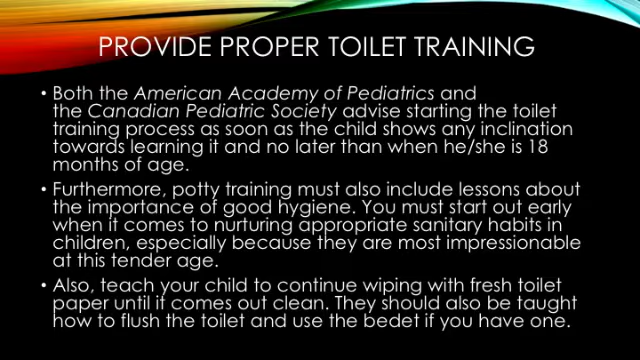 PROVIDE PROPER TOILET TRAINING
• Both the American Academy of Pediatrics and
the Canadian Pediatric Society advise starting the toilet
training process as soon as the child shows any inclination
towards learning it and no later than when he/she is 18
months of age.
• Furthermore, potty training must also include lessons about
the importance of good hygiene. You must start out early
when it comes to nurturing appropriate sanitary habits in
children, especially because they are most impressionable
at this tender age.
• Also, teach your child to continue wiping with fresh toilet
paper until it comes out clean. They should also be taught
how to flush the toilet and use the bedet if you have one.